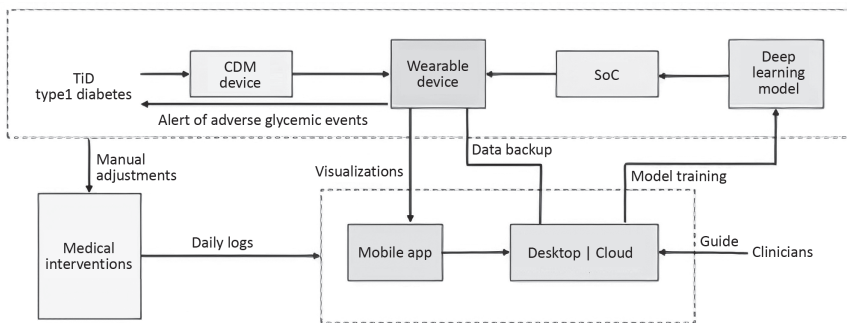 TiD
type1 diabetes
CDM
device
Wearable
device
SoC
Deep
learning
model
Alert of adverse glycemic events
Manual
adjustments
Visualizations
Data backup
Model training
Medical
interventions
Daily logs
Mobile app
Desktop | Cloud
Guide
Clinicians